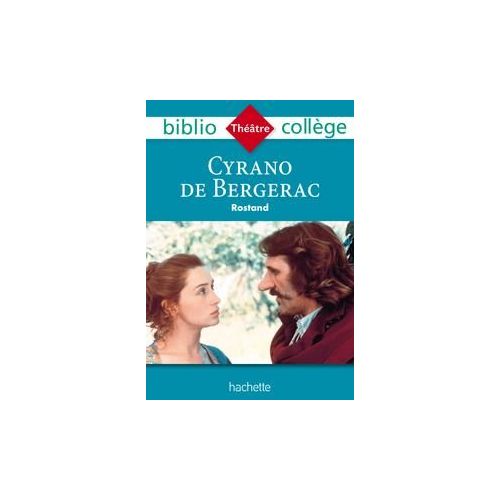 biblio Théâtre collège
CYRANO
DE BERGERAC
Rostand
hachette